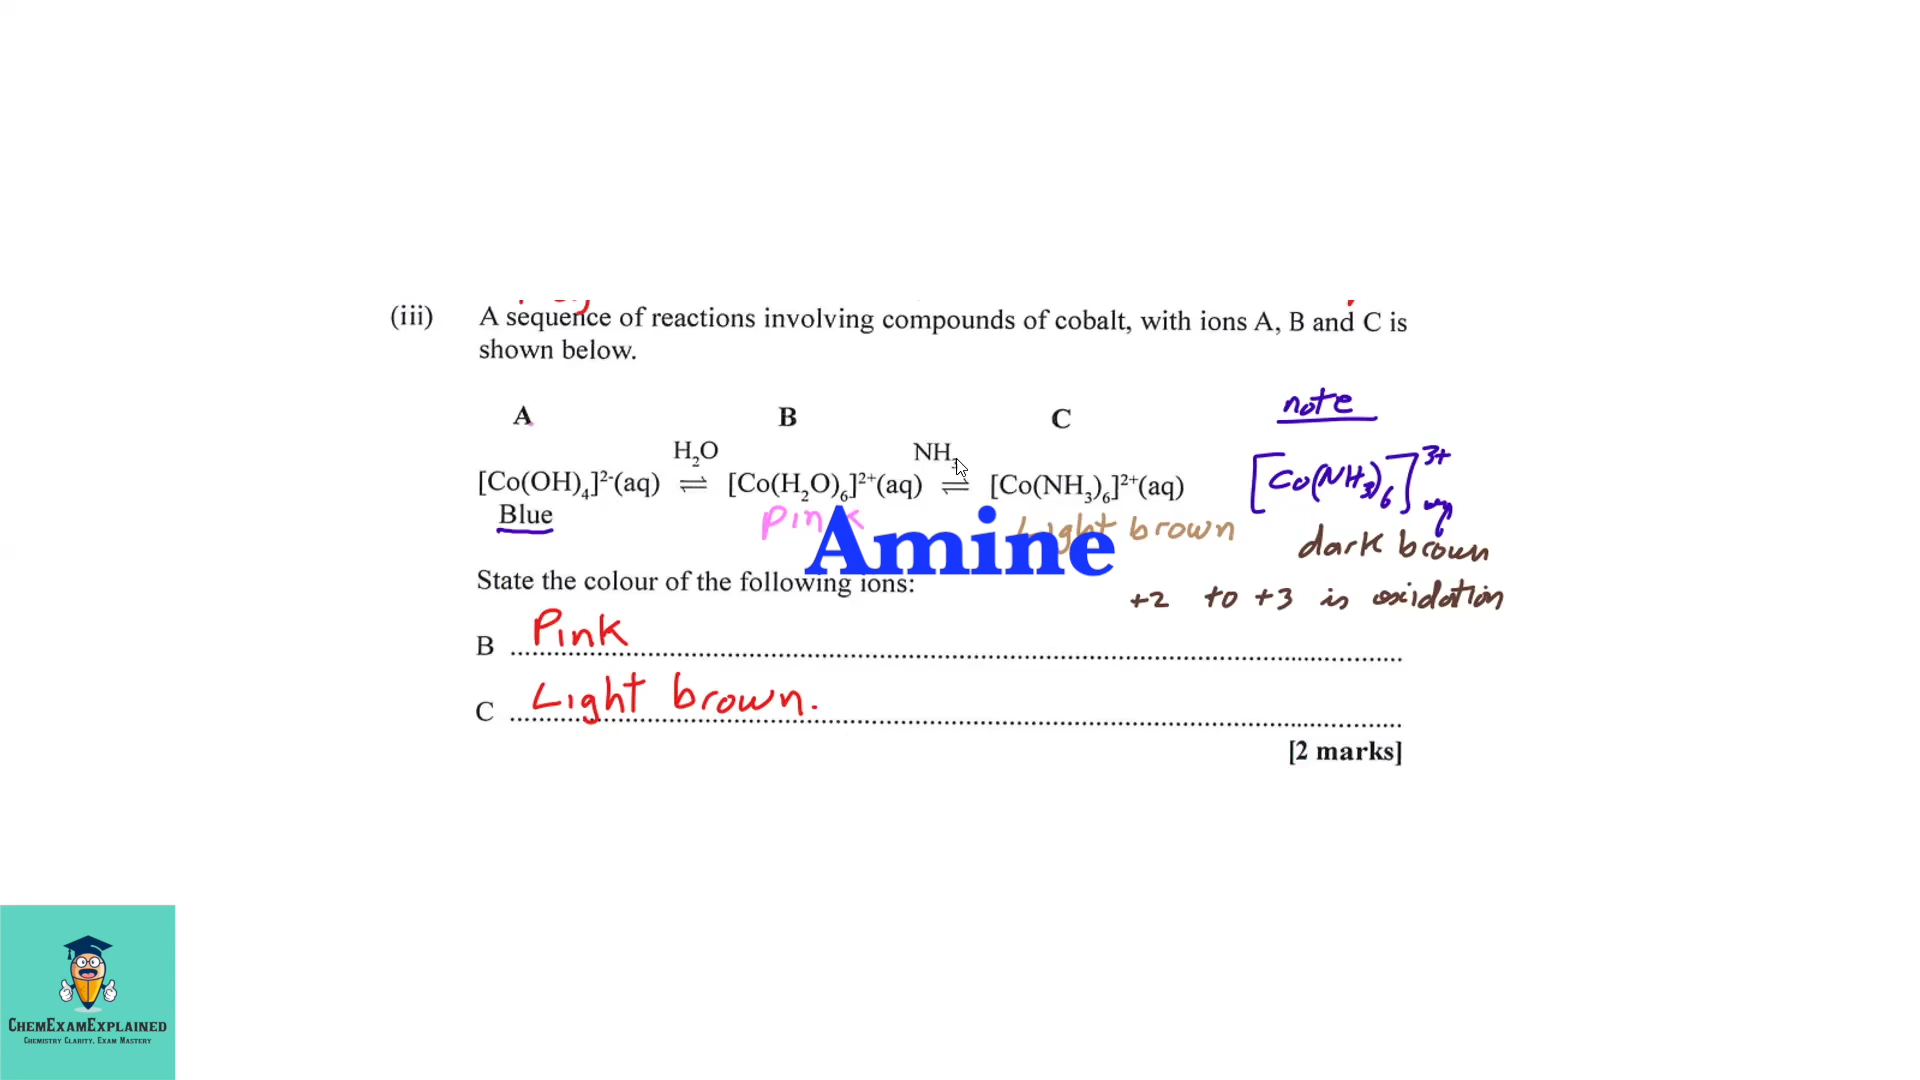 (iii) A sequence of reactions involving compounds of cobalt, with ions A, B and C is
shown below.
note
A B C
H₂O NH₃
[Co(OH)₄]²⁻(aq) ⇌ [Co(H₂O)₆]²⁺(aq) ⇌ [Co(NH₃)₆]²⁺(aq) [Co(NH₃)₆]³⁺
Blue Pink Light brown dark brown
Amine
State the colour of the following ions: +2 to +3 is oxidation
B Pink
C Light brown.
[2 marks]
CHEMEXAMEXPLAINED
CHEMISTRY CLARITY, EXAM MASTERY